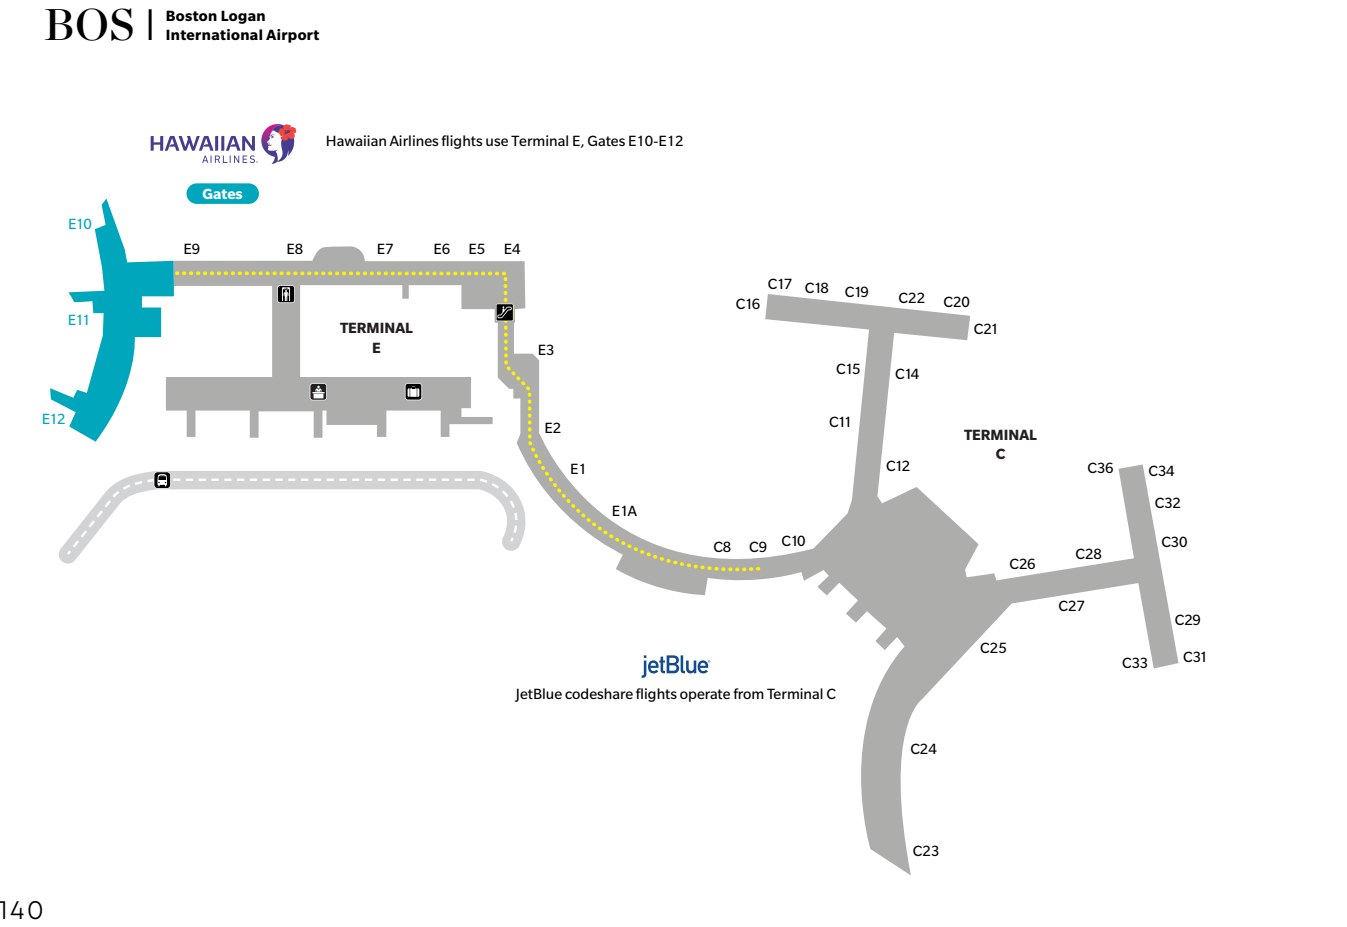 BOS
Boston Logan
International Airport
HAWAIIAN
AIRLINES.
Hawaiian Airlines flights use Terminal E, Gates E10-E12
Gates
E10
E9
E8
E7
E6
E5
E4
E11
TERMINAL
E
E3
E12
E2
E1
E1A
C8
C9
C10
C17
C18
C19
C22
C20
C16
C21
C15
C14
C11
C12
TERMINAL
C
C36
C34
C32
C30
C28
C26
C27
C29
C25
C33
C31
jetBlue
JetBlue codeshare flights operate from Terminal C
C24
C23
140